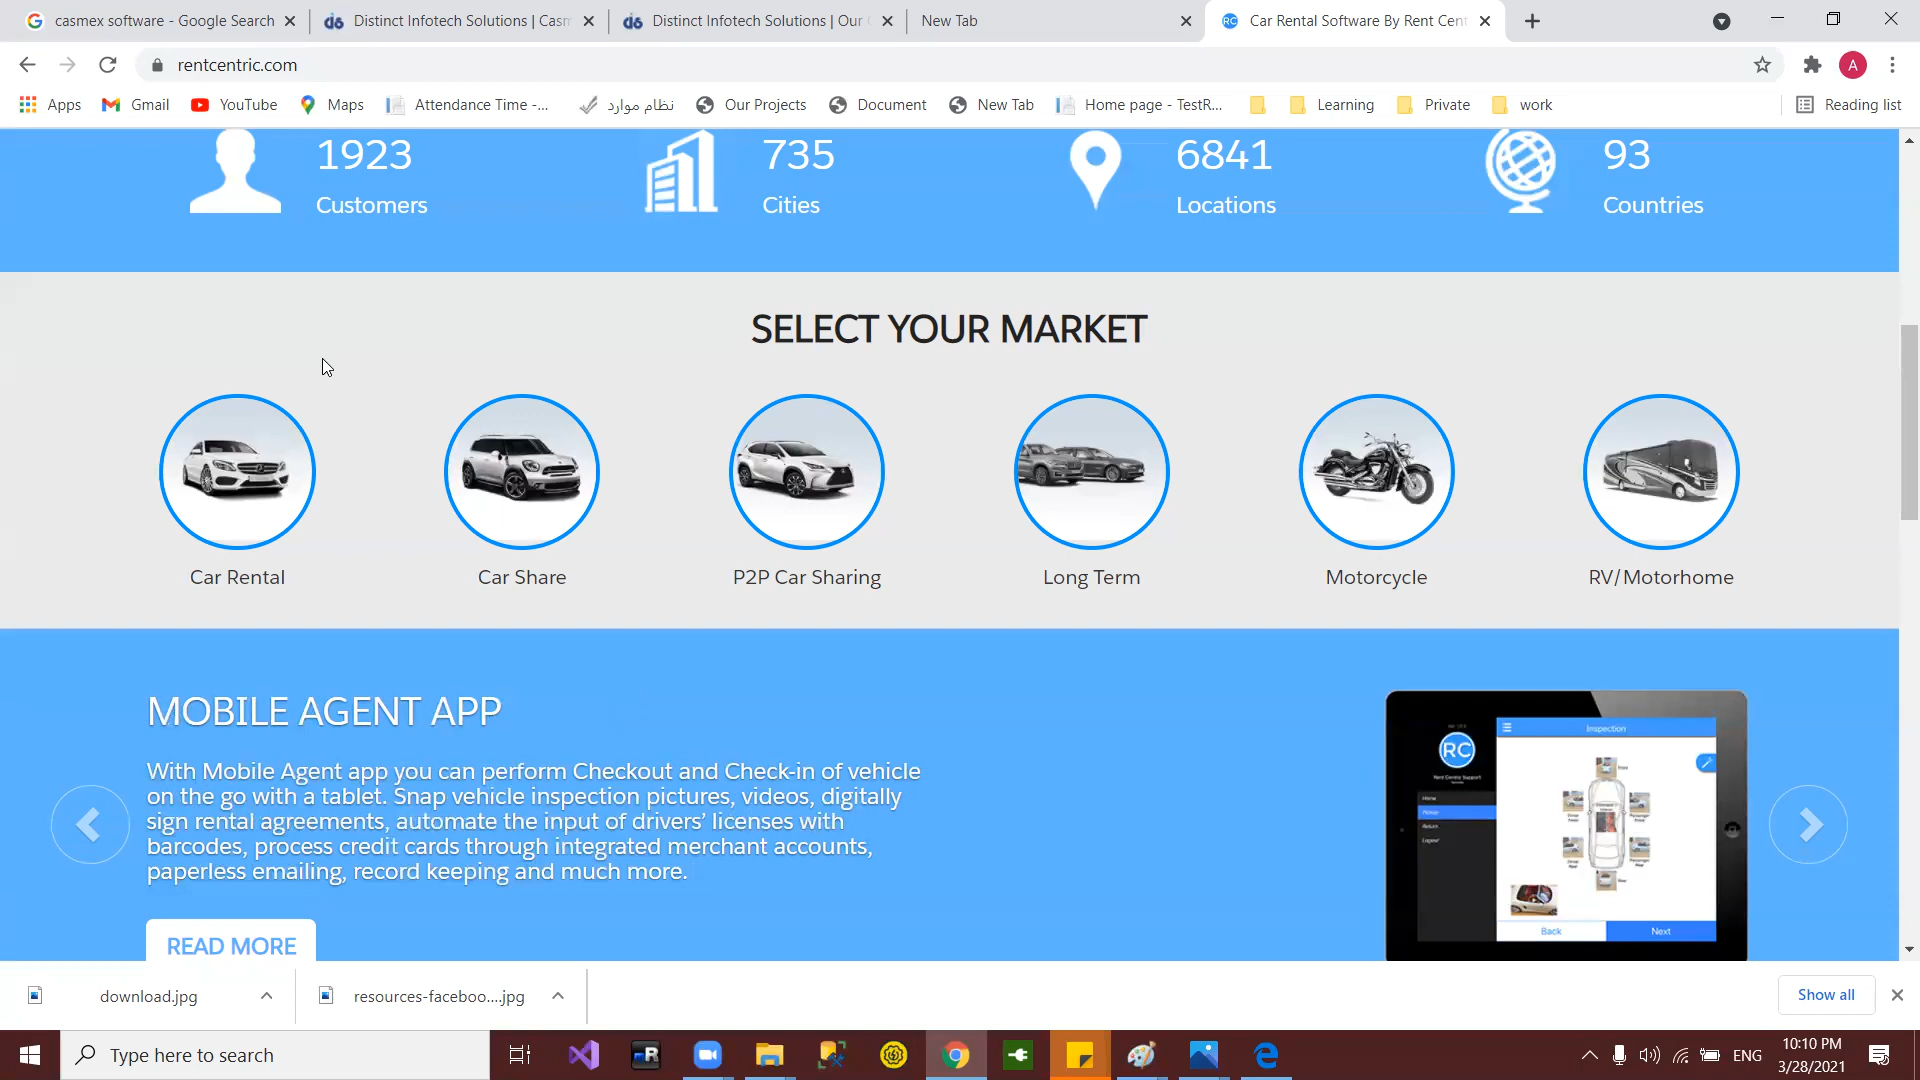 casmex software - Google Search
Distinct Infotech Solutions | Casm
Distinct Infotech Solutions | Our
New Tab
Car Rental Software By Rent Cent
rentcentric.com
A
Apps
Gmail
YouTube
Maps
Attendance Time -...
نظام موارد
Our Projects
Document
New Tab
Home page - TestR...
Learning
Private
work
Reading list
1923
Customers
735
Cities
6841
Locations
93
Countries
SELECT YOUR MARKET
Car Rental
Car Share
P2P Car Sharing
Long Term
Motorcycle
RV/Motorhome
MOBILE AGENT APP
With Mobile Agent app you can perform Checkout and Check-in of vehicle
on the go with a tablet. Snap vehicle inspection pictures, videos, digitally
sign rental agreements, automate the input of drivers’ licenses with
barcodes, process credit cards through integrated merchant accounts,
paperless emailing, record keeping and much more.
READ MORE
RC
Inspection
Back
Next
download.jpg
resources-faceboo....jpg
Show all
Type here to search
ENG
10:10 PM
3/28/2021